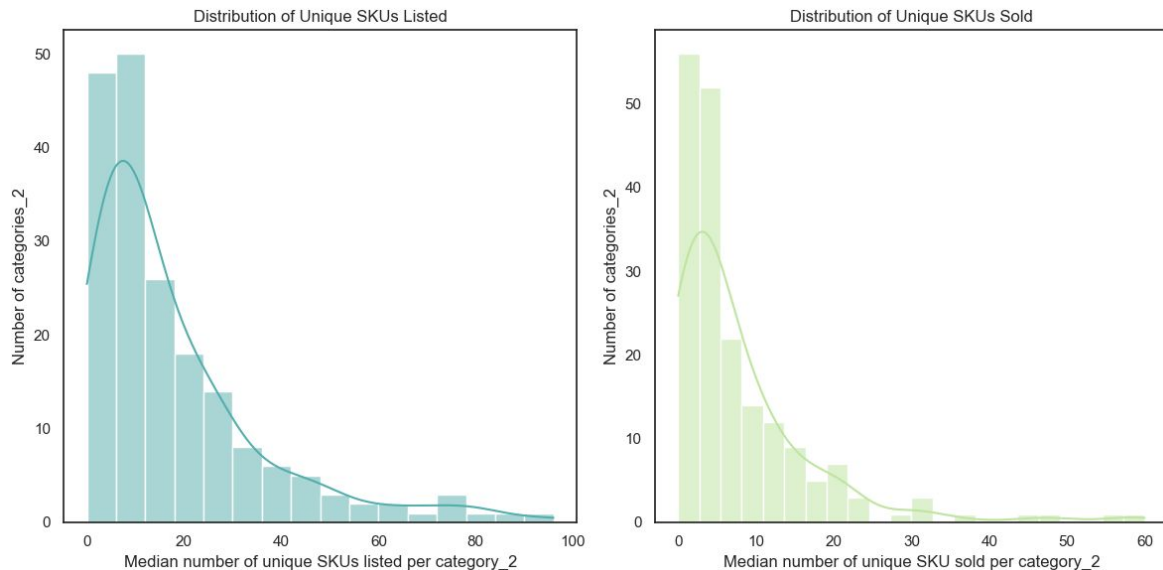 Distribution of Unique SKUs Listed
50
40
30
20
10
0
Number of categories_2
0 20 40 60 80 100
Median number of unique SKUs listed per category_2
Distribution of Unique SKUs Sold
50
40
30
20
10
0
Number of categories_2
0 10 20 30 40 50 60
Median number of unique SKU sold per category_2